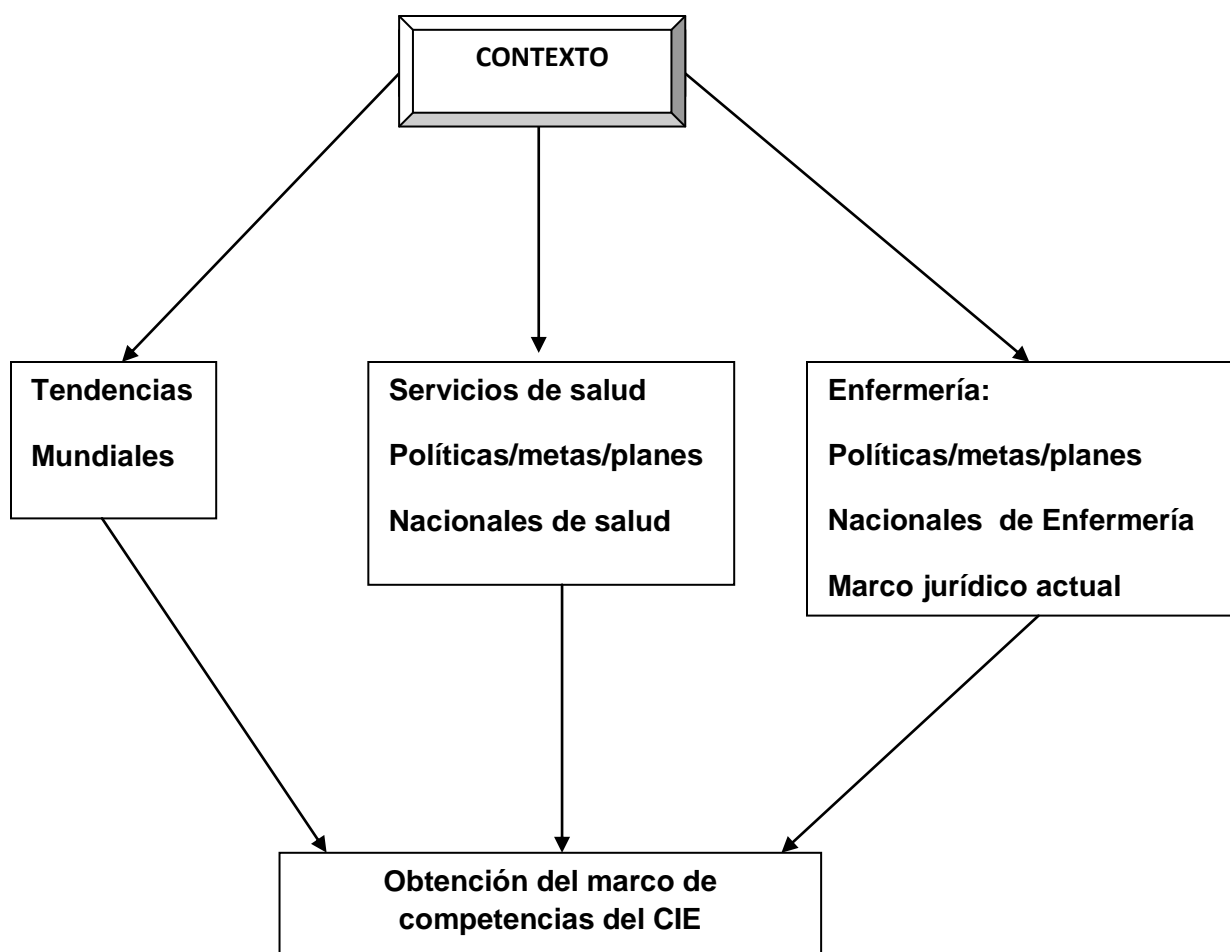 CONTEXTO
Tendencias
Mundiales
Servicios de salud
Políticas/metas/planes
Nacionales de salud
Enfermería:
Políticas/metas/planes
Nacionales de Enfermería
Marco jurídico actual
Obtención del marco de
competencias del CIE